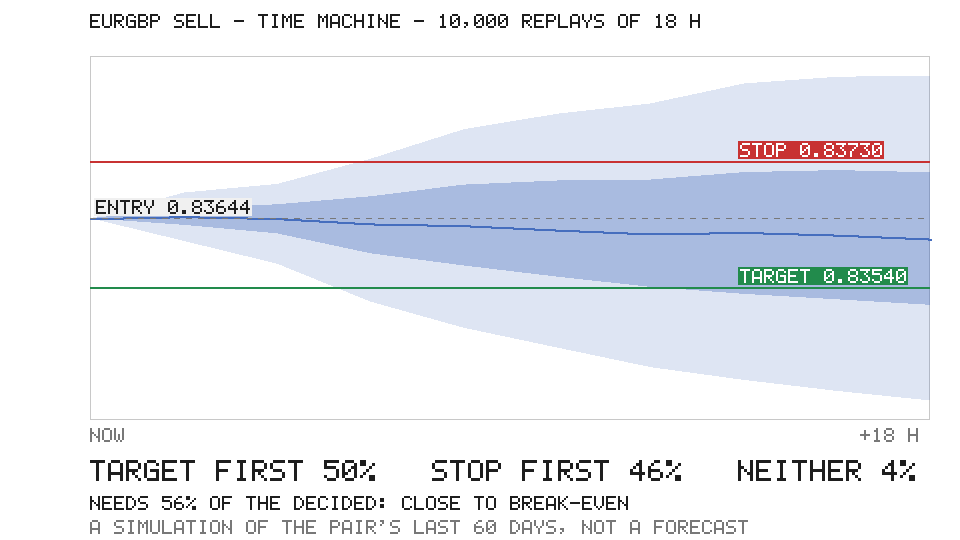 EURGBP SELL - TIME MACHINE - 10,000 REPLAYS OF 18 H
STOP 0.83730
ENTRY 0.83644
TARGET 0.83540
NOW +18 H
TARGET FIRST 50% STOP FIRST 46% NEITHER 4%
NEEDS 56% OF THE DECIDED: CLOSE TO BREAK-EVEN
A SIMULATION OF THE PAIR'S LAST 60 DAYS, NOT A FORECAST